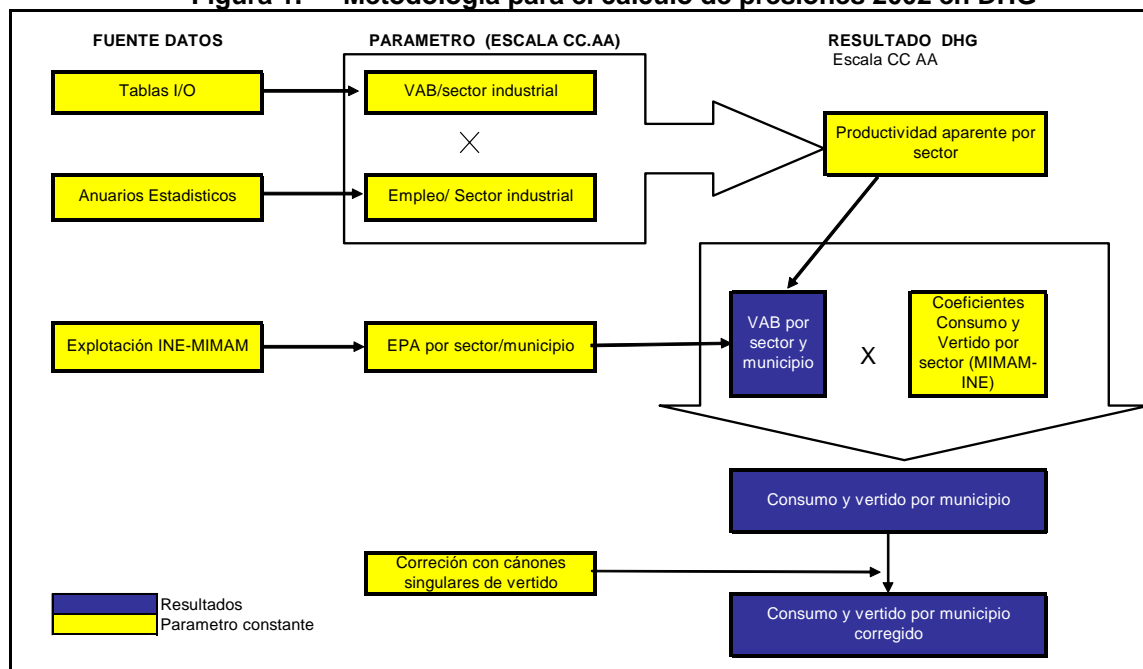 Figura 1. Metodología para el cálculo de presiones 2002 en DHG
FUENTE DATOS
PARAMETRO (ESCALA CC.AA)
RESULTADO DHG
Escala CC AA
Tablas I/O
VAB/sector industrial
X
Productividad aparente por
sector
Anuarios Estadisticos
Empleo/ Sector industrial
Explotación INE-MIMAM
EPA por sector/municipio
VAB por
sector y
municipio
X
Coeficientes
Consumo y
Vertido por
sector (MIMAM-
INE)
Consumo y vertido por municipio
Correción con cánones
singulares de vertido
Consumo y vertido por municipio
corregido
Resultados
Parametro constante